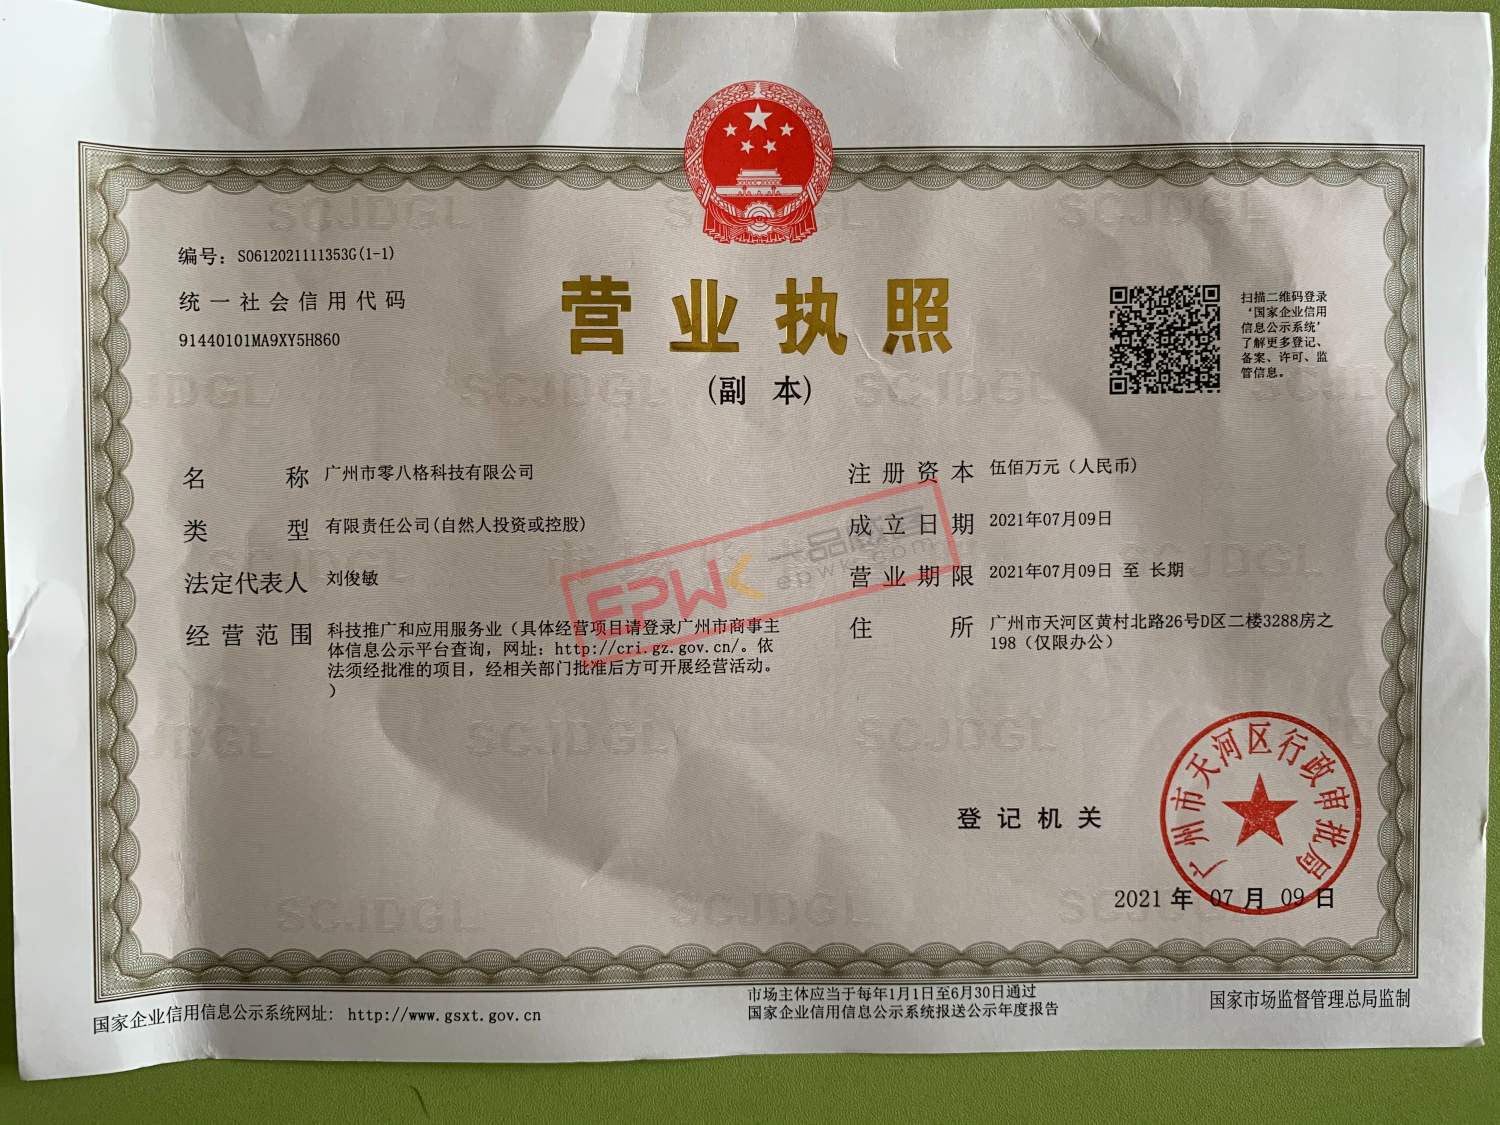 编号：S0612021111353G(1-1)
统一社会信用代码
91440101MA9XY5H860
营业执照
(副 本)
扫描二维码登录
‘国家企业信用
信息公示系统’
了解更多登记、
备案、许可、监
管信息。
名 称 广州市零八格科技有限公司
类 型 有限责任公司(自然人投资或控股)
法定代表人 刘俊敏
经营范围 科技推广和应用服务业（具体经营项目请登录广州市商事主
体信息公示平台查询，网址：http://cri.gz.gov.cn/。依
法须经批准的项目，经相关部门批准后方可开展经营活动。
）
注册资本 伍佰万元（人民币）
成立日期 2021年07月09日
营业期限 2021年07月09日 至 长期
住 所 广州市天河区黄村北路26号D区二楼3288房之
198（仅限办公）
EPWK 一品威客
epwk.com
登记机关
广州市天河区行政审批局
2021 年 07 月 09 日
国家企业信用信息公示系统网址：http://www.gsxt.gov.cn
市场主体应当于每年1月1日至6月30日通过
国家企业信用信息公示系统报送公示年度报告
国家市场监督管理总局监制
SCJDGL
SCJDGL
SCJDGL
JDGL
SCJDGL
SCJDGL
SCJD
JDGL
SCJDGL
SCJDGL
SCJDGL
SCJDGL
SCJDGL